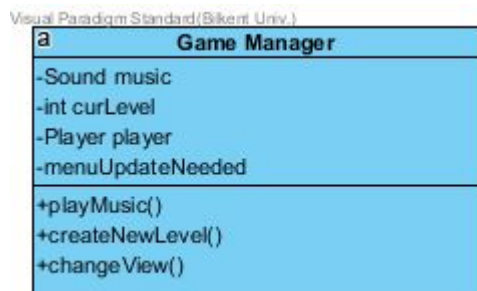 Visual Paradigm Standard(Bilkent Univ.)
a
Game Manager
-Sound music
-int curLevel
-Player player
-menuUpdateNeeded
+playMusic()
+createNewLevel()
+changeView()